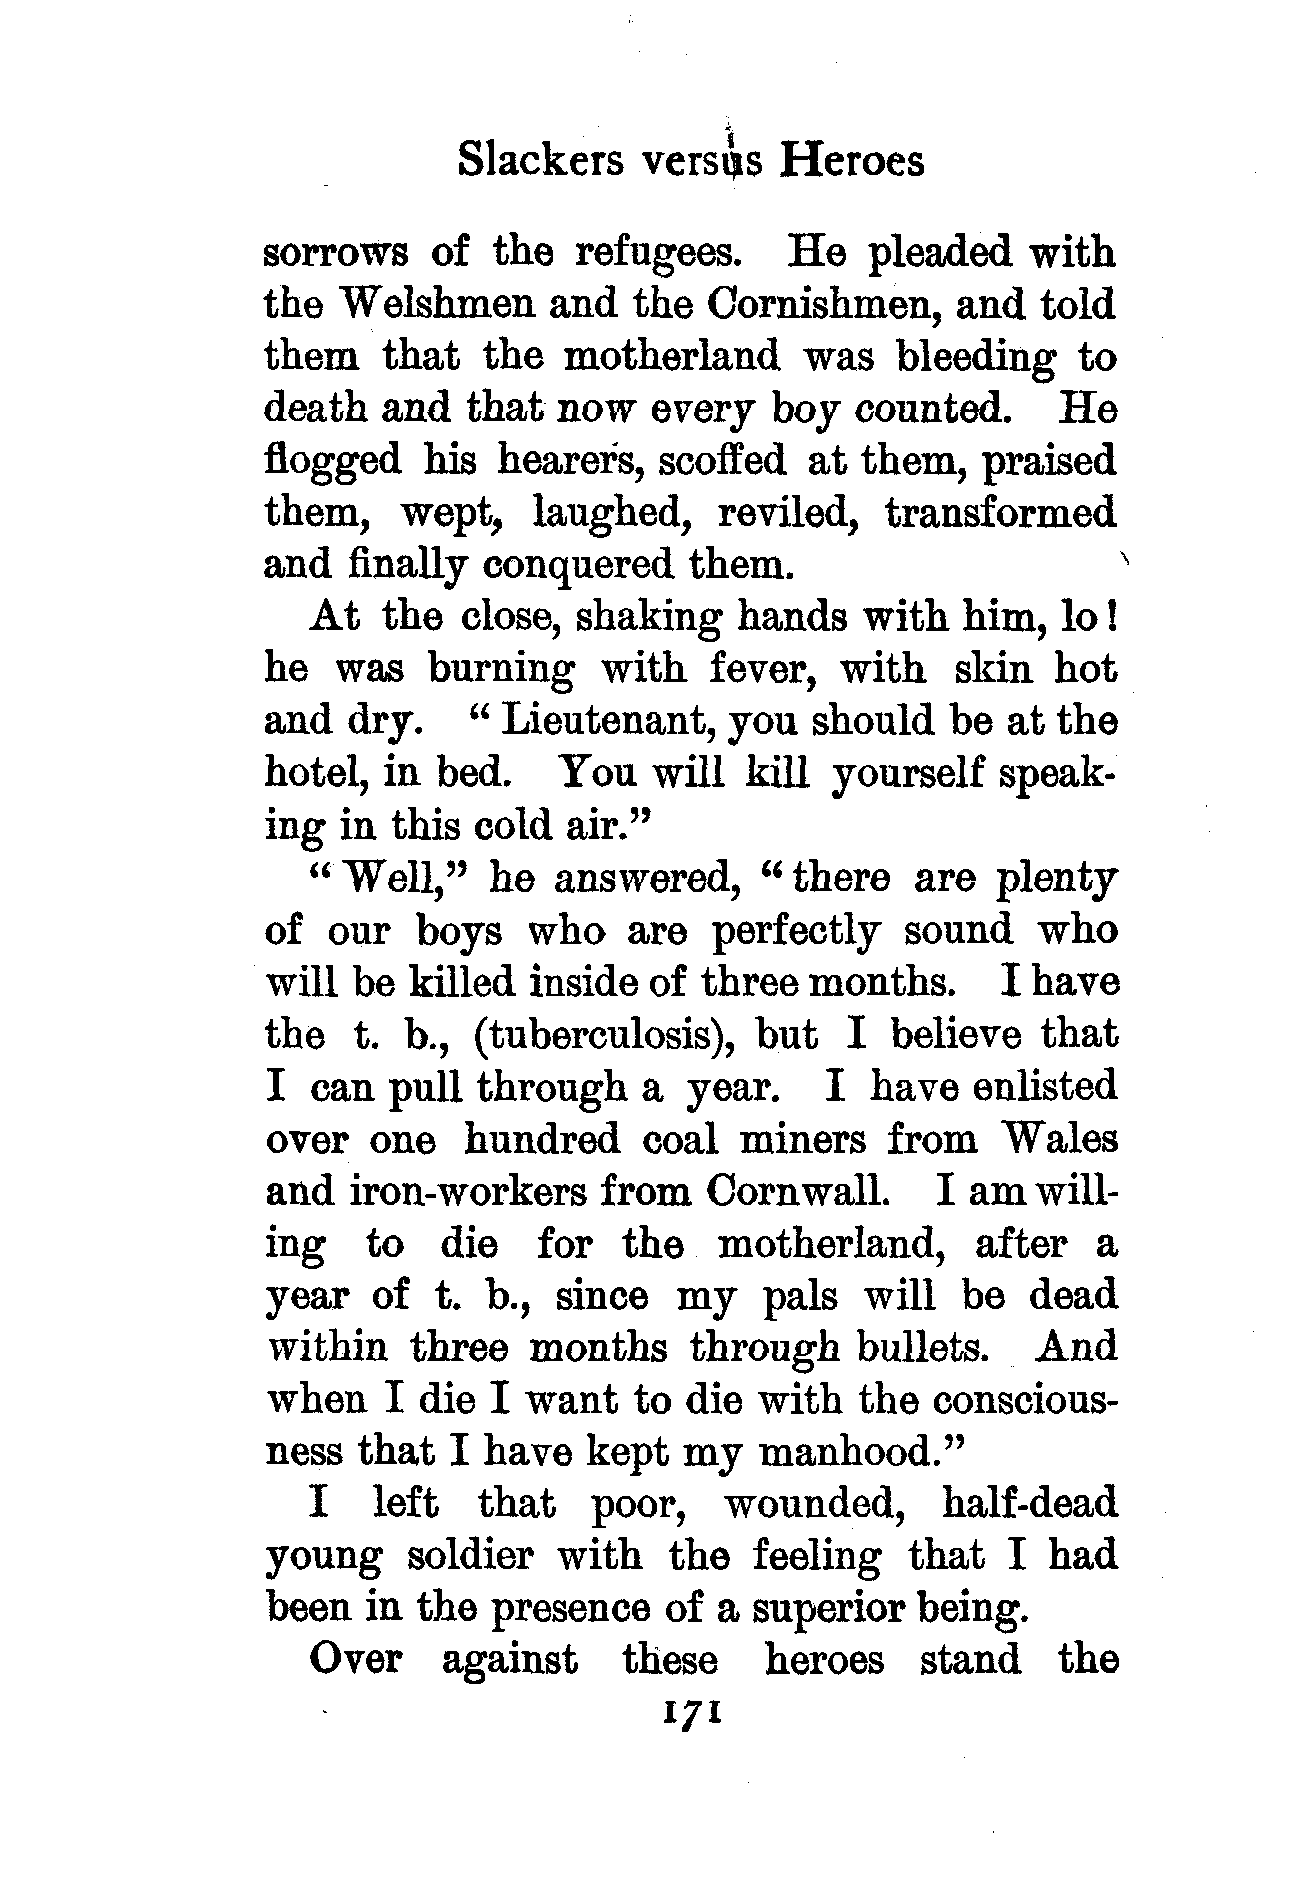 Slackers versus Heroes
sorrows of the refugees. He pleaded with
the Welshmen and the Cornishmen, and told
them that the motherland was bleeding to
death and that now every boy counted. He
flogged his hearers, scoffed at them, praised
them, wept, laughed, reviled, transformed
and finally conquered them.
At the close, shaking hands with him, lo!
he was burning with fever, with skin hot
and dry. “Lieutenant, you should be at the
hotel, in bed. You will kill yourself speak-
ing in this cold air.”
“Well,” he answered, “there are plenty
of our boys who are perfectly sound who
will be killed inside of three months. I have
the t. b., (tuberculosis), but I believe that
I can pull through a year. I have enlisted
over one hundred coal miners from Wales
and iron-workers from Cornwall. I am will-
ing to die for the motherland, after a
year of t. b., since my pals will be dead
within three months through bullets. And
when I die I want to die with the conscious-
ness that I have kept my manhood.”
I left that poor, wounded, half-dead
young soldier with the feeling that I had
been in the presence of a superior being.
Over against these heroes stand the
171